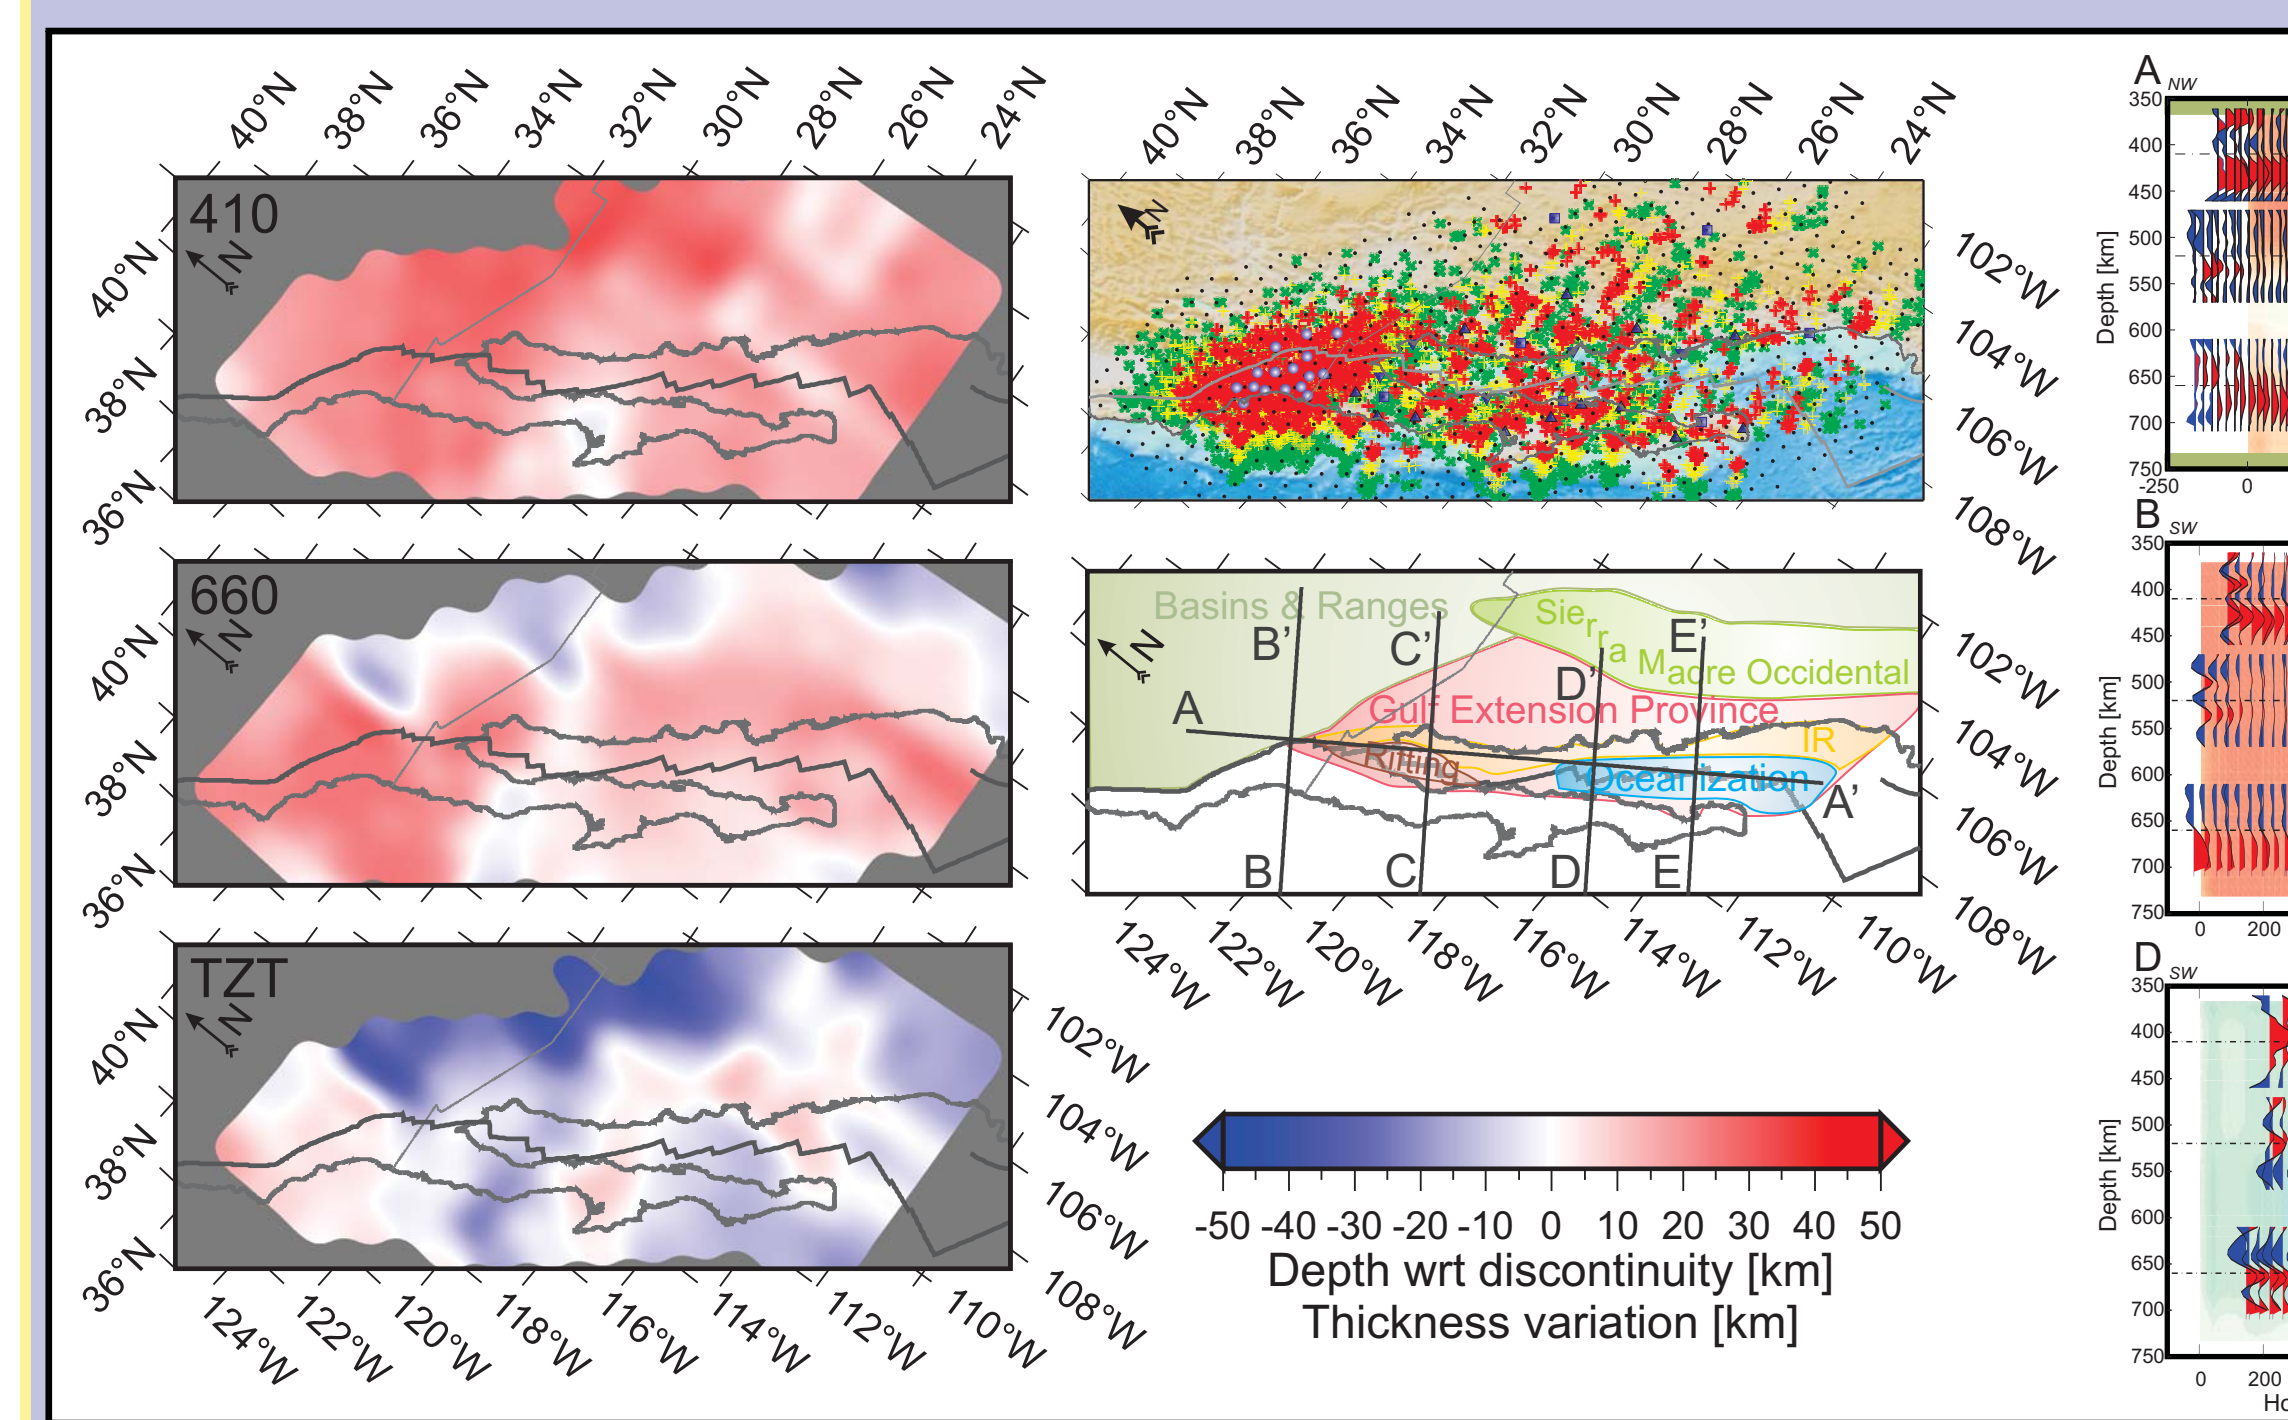 40°N 38°N 36°N 34°N 32°N 30°N 28°N 26°N 24°N
410
N
40°N
38°N
36°N
660
N
40°N
38°N
36°N
TZT
N
40°N
38°N
36°N
124°W 122°W 120°W 118°W 116°W 114°W 112°W 110°W
102°W
104°W
106°W
108°W
40°N 38°N 36°N 34°N 32°N 30°N 28°N 26°N 24°N
N
102°W
104°W
106°W
108°W
Basins & Ranges
Sierra Madre Occidental
B' C' D' E'
N
A
Gulf Extension Province
IR
Rifting
Oceanization
A'
B C D E
102°W
104°W
106°W
108°W
124°W 122°W 120°W 118°W 116°W 114°W 112°W 110°W
-50 -40 -30 -20 -10 0 10 20 30 40 50
Depth wrt discontinuity [km]
Thickness variation [km]
A NW
350
400
450
500
550
600
650
700
750
Depth [km]
-250 0
B SW
350
400
450
500
550
600
650
700
750
Depth [km]
0 200
D SW
350
400
450
500
550
600
650
700
750
Depth [km]
0 200
Ho